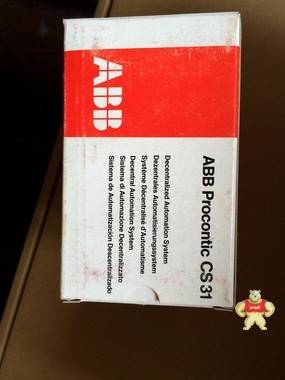 ABB
ABB Procontic CS31
Decentralized Automation System
Dezentrales Automatisierungssystem
Système Décentralisé d'Automatisme
Decentral Automation System
Sistema di Automazione Decentralizzato
Sistema de Automatización Descentralizado